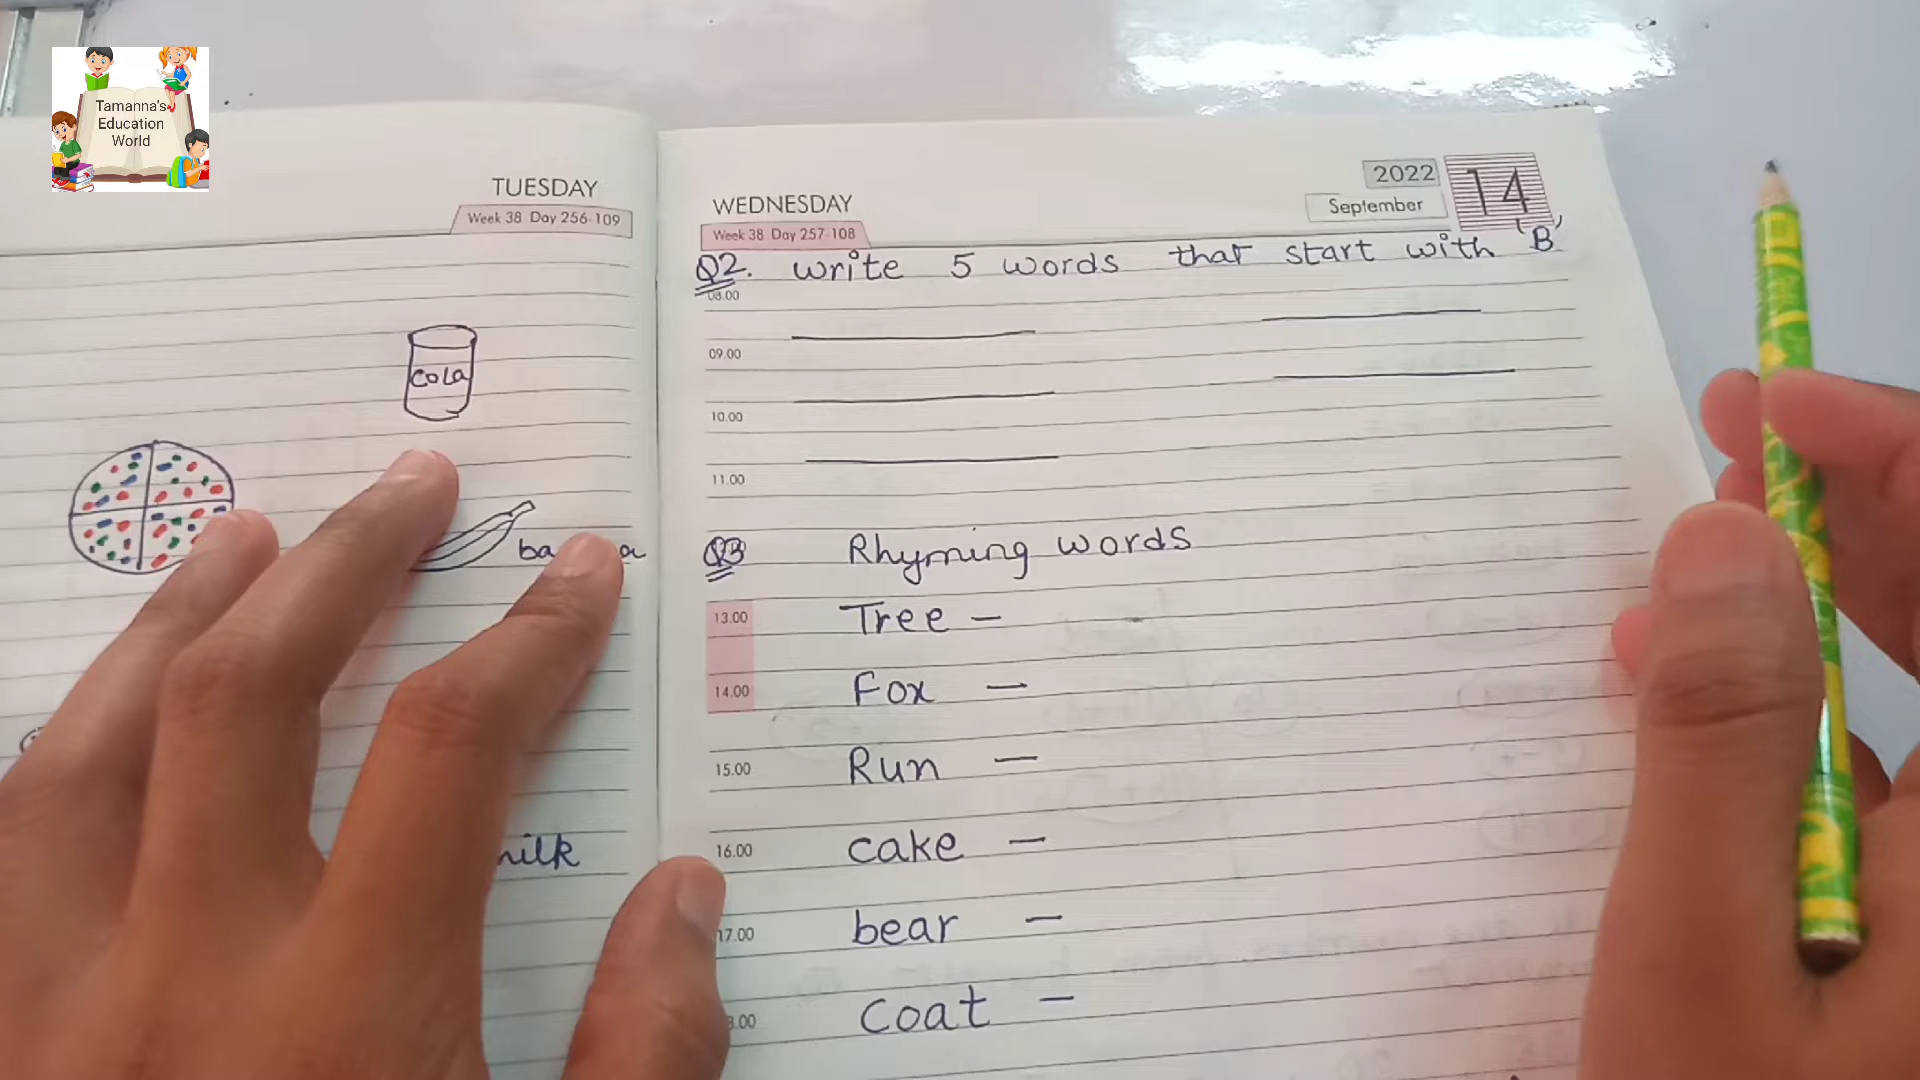 Tamanna's
Education
World
TUESDAY
Week 38 Day 256-109
COLA
WEDNESDAY
Week 38 Day 257-108
2022
September
14
Q2. Write 5 words that start with 'B'
08.00
09.00
10.00
11.00
Q3 Rhyming words
13.00 Tree -
14.00 Fox -
15.00 Run -
16.00 cake -
17.00 bear -
coat -